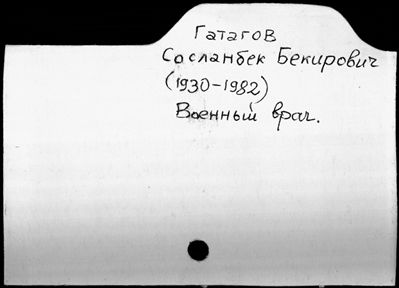 Гатагов
Сосланбек Бекирович
(1930-1982)
Военный врач.